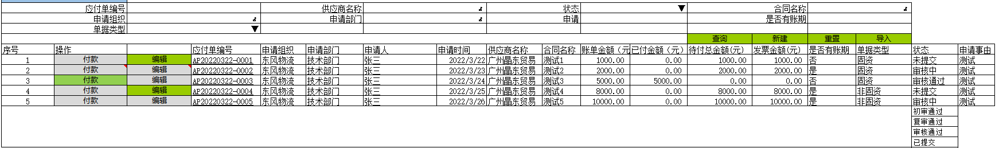 应付单编号 供应商名称 状态 ▼ 合同名称
申请组织 申请部门 申请 是否有账期
单据类型 ▼
查询 新建 重置 导入
序号 操作 应付单编号 申请组织 申请部门 申请人 申请时间 供应商名称 合同名称 账单金额（元 已付金额（元） 待付总金额(元） 发票金额(元） 是否有账期 单据类型 状态 申请事由
1 付款 编辑 AP20220322-0001 东风物流 技术部门 张三 2022/3/22 广州晶东贸易 测试1 1000.00 0.00 1000.00 1000.00 否 固资 未提交 测试
2 付款 编辑 AP20220322-0002 东风物流 技术部门 张三 2022/3/23 广州晶东贸易 测试2 2000.00 0.00 2000.00 2000.00 是 固资 审核中 测试
3 付款 编辑 AP20220322-0003 东风物流 技术部门 张三 2022/3/24 广州晶东贸易 测试3 5000.00 5000.00 0.00 0.00 否 固资 审核通过 测试
4 付款 编辑 AP20220322-0004 东风物流 技术部门 张三 2022/3/25 广州晶东贸易 测试4 8000.00 0.00 8000.00 8000.00 是 非固资 未提交 测试
5 付款 编辑 AP20220322-0005 东风物流 技术部门 张三 2022/3/26 广州晶东贸易 测试5 10000.00 0.00 10000.00 10000.00 是 非固资 审核中 测试
初审通过
复审通过
审核通过
已提交